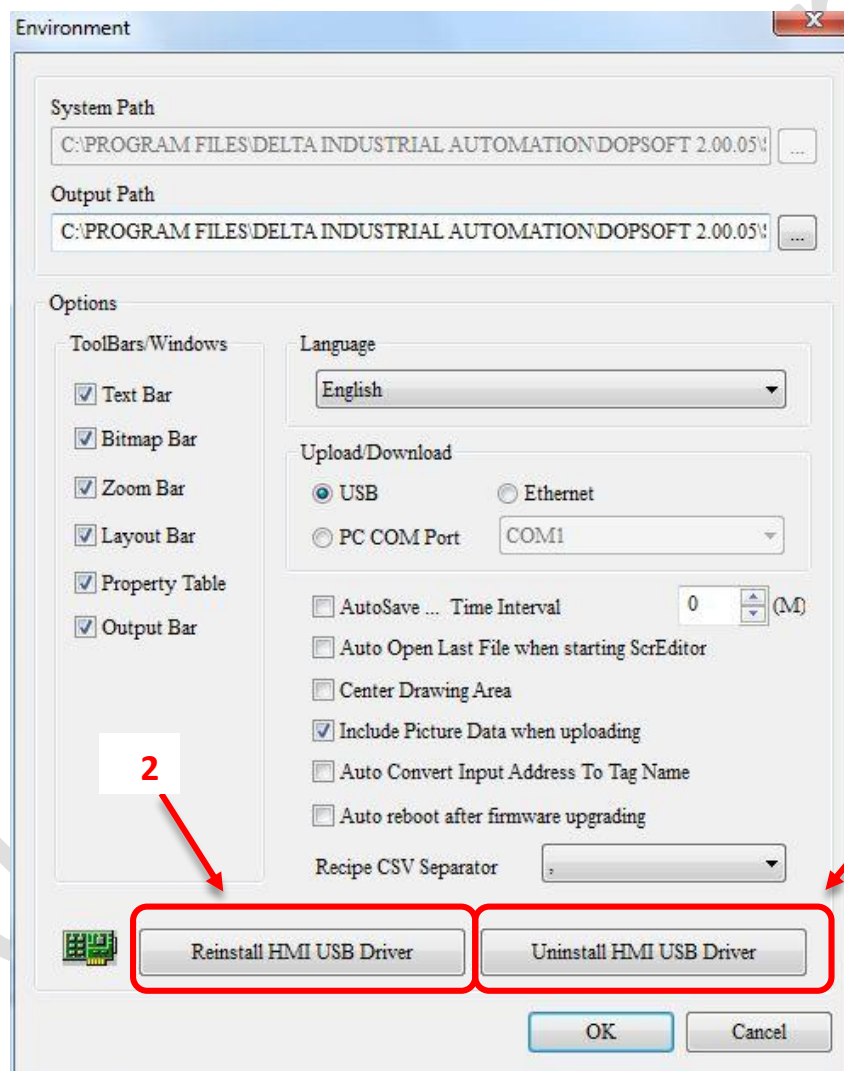 Environment
System Path
C:\PROGRAM FILES\DELTA INDUSTRIAL AUTOMATION\DOPSOFT 2.00.05\
...
Output Path
C:\PROGRAM FILES\DELTA INDUSTRIAL AUTOMATION\DOPSOFT 2.00.05\
...
Options
ToolBars/Windows
Text Bar
Bitmap Bar
Zoom Bar
Layout Bar
Property Table
Output Bar
Language
English
Upload/Download
USB Ethernet
PC COM Port COM1
AutoSave ... Time Interval 0 (M)
Auto Open Last File when starting ScrEditor
Center Drawing Area
Include Picture Data when uploading
Auto Convert Input Address To Tag Name
Auto reboot after firmware upgrading
Recipe CSV Separator ,
2
Reinstall HMI USB Driver Uninstall HMI USB Driver
OK Cancel